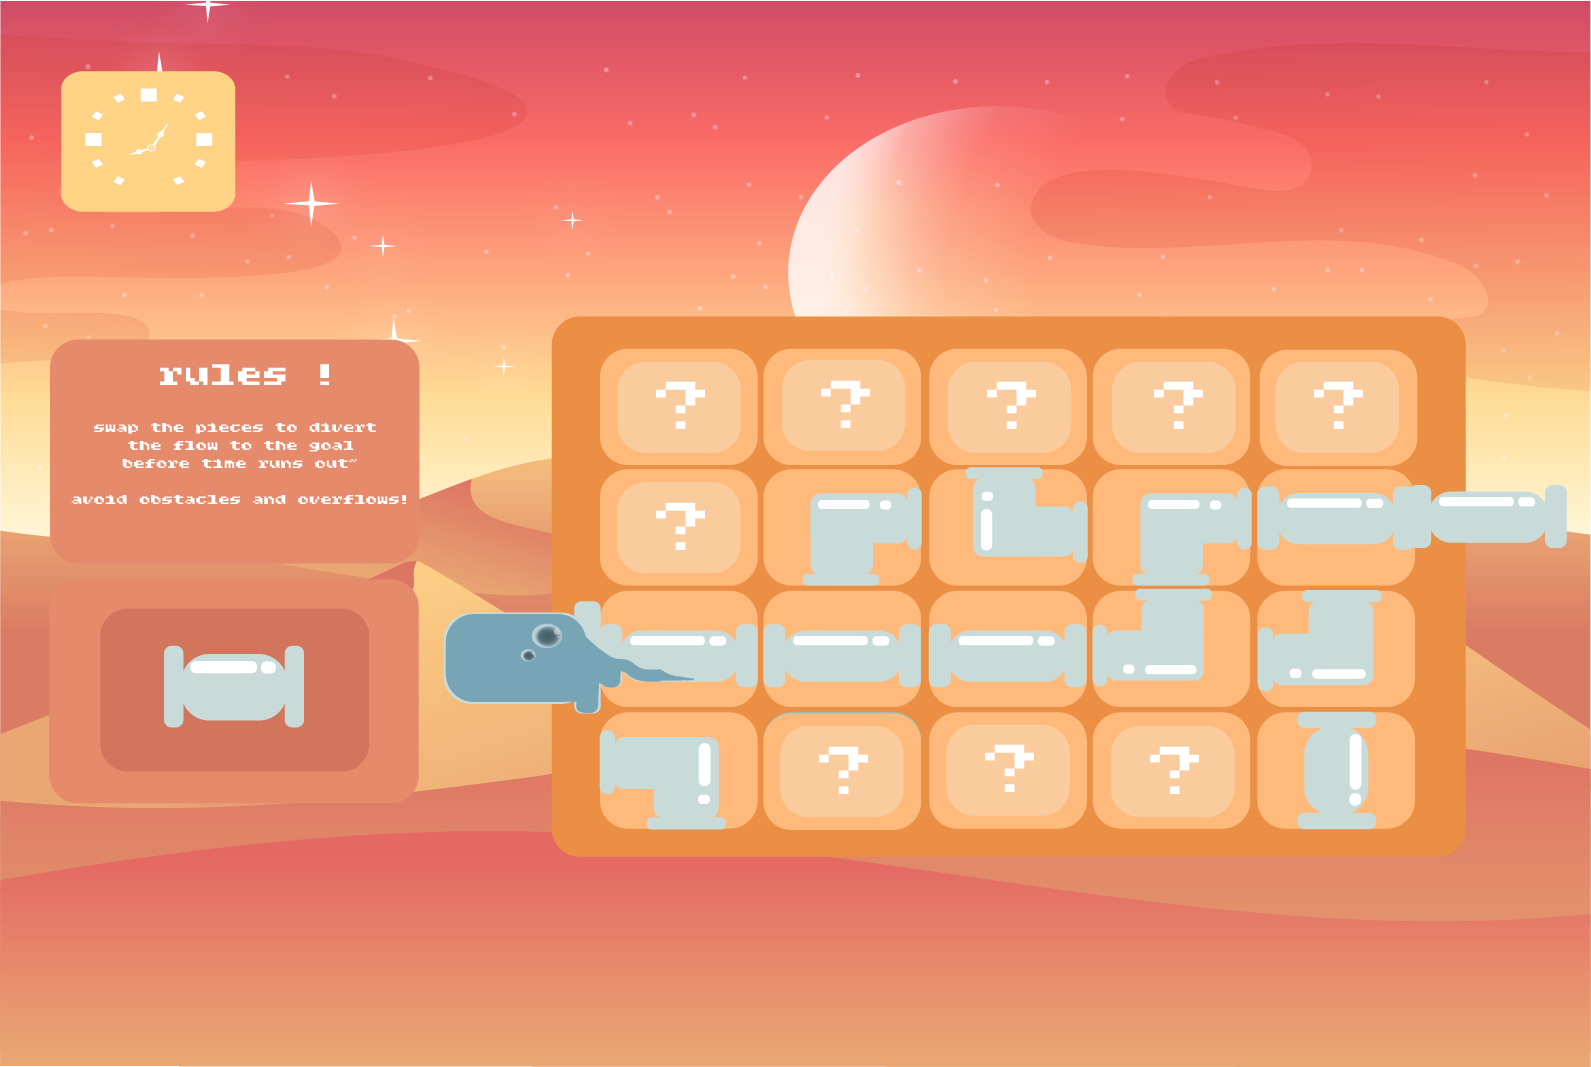 rules !
swap the pieces to divert
the flow to the goal
before time runs out~
avoid obstacles and overflows!
? ? ? ? ?
?
? ? ?